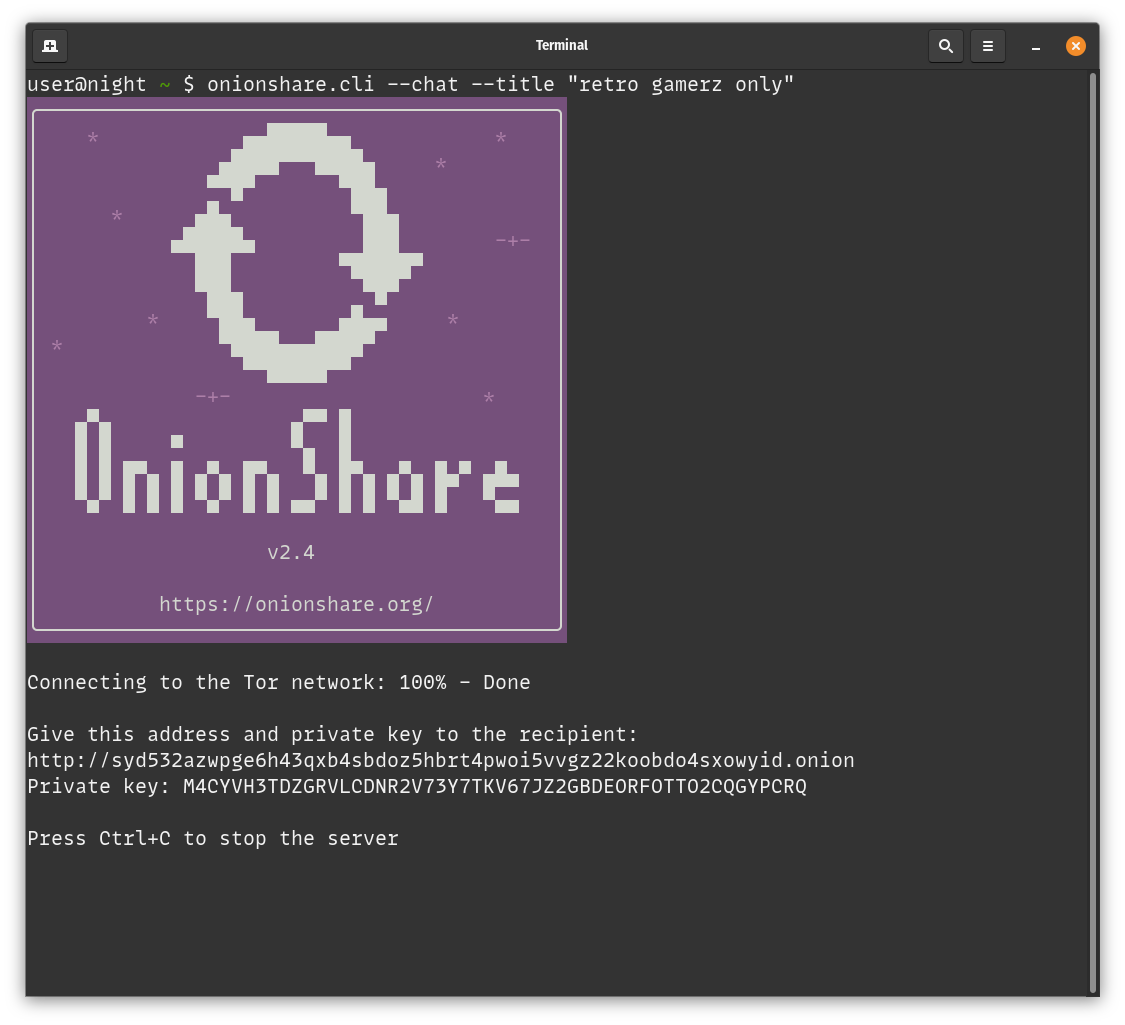 Terminal
user@night ~ $ onionshare.cli --chat --title "retro gamerz only"
OnionShare
v2.4
https://onionshare.org/
Connecting to the Tor network: 100% - Done
Give this address and private key to the recipient:
http://syd532azwpge6h43qxb4sbdoz5hbrt4pwoi5vvgz22koobdo4sxowyid.onion
Private key: M4CYVH3TDZGRVLCDNR2V73Y7TKV67JZ2GBDEORFOTTO2CQGYPCRQ
Press Ctrl+C to stop the server